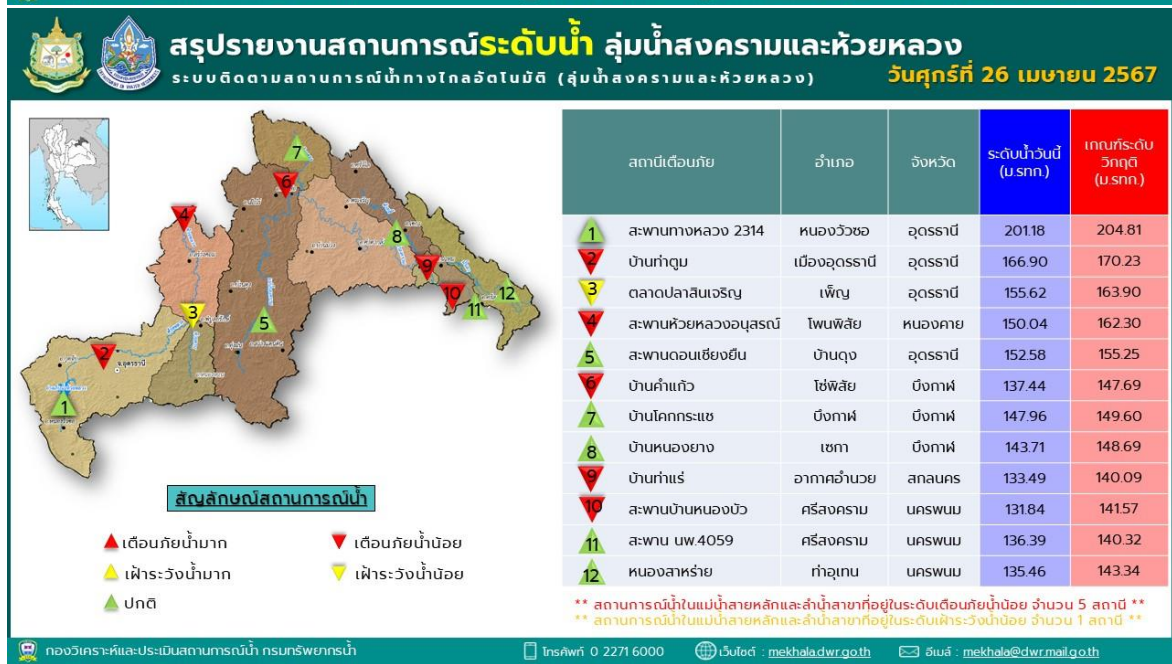 สรุปรายงานสถานการณ์ระดับน้ำ ลุ่มน้ำสงครามและห้วยหลวง
ระบบติดตามสถานการณ์น้ำทางไกลอัตโนมัติ (ลุ่มน้ำสงครามและห้วยหลวง) วันศุกร์ที่ 26 เมษายน 2567
7
6
4
8
9
10
12
11
3
5
2
1
สัญลักษณ์สถานการณ์น้ำ
เตือนภัยน้ำมาก เตือนภัยน้ำน้อย
เฝ้าระวังน้ำมาก เฝ้าระวังน้ำน้อย
ปกติ
สถานีเตือนภัย อำเภอ จังหวัด ระดับน้ำวันนี้ (ม.รทก.) เกณฑ์ระดับวิกฤติ (ม.รทก.)
1 สะพานทางหลวง 2314 หนองวัวซอ อุดรธานี 201.18 204.81
2 บ้านท่าตูม เมืองอุดรธานี อุดรธานี 166.90 170.23
3 ตลาดปลาสินเจริญ เพ็ญ อุดรธานี 155.62 163.90
4 สะพานห้วยหลวงอนุสรณ์ โพนพิสัย หนองคาย 150.04 162.30
5 สะพานดอนเชียงยืน บ้านดุง อุดรธานี 152.58 155.25
6 บ้านคำแก้ว โซ่พิสัย บึงกาฬ 137.44 147.69
7 บ้านโคกกระแซ บึงกาฬ บึงกาฬ 147.96 149.60
8 บ้านหนองยาง เซกา บึงกาฬ 143.71 148.69
9 บ้านท่าแร่ อากาศอำนวย สกลนคร 133.49 140.09
10 สะพานบ้านหนองบัว ศรีสงคราม นครพนม 131.84 141.57
11 สะพาน นพ.4059 ศรีสงคราม นครพนม 136.39 140.32
12 หนองสาหร่าย ท่าอุเทน นครพนม 135.46 143.34
** สถานการณ์น้ำในแม่น้ำสายหลักและลำน้ำสาขาที่อยู่ในระดับเตือนภัยน้ำน้อย จำนวน 5 สถานี **
** สถานการณ์น้ำในแม่น้ำสายหลักและลำน้ำสาขาที่อยู่ในระดับเฝ้าระวังน้ำน้อย จำนวน 1 สถานี **
กองวิเคราะห์และประเมินสถานการณ์น้ำ กรมทรัพยากรน้ำ โทรศัพท์ 0 2271 6000 เว็บไซต์ : mekhala.dwr.go.th อีเมล์ : mekhala@dwr.mail.go.th